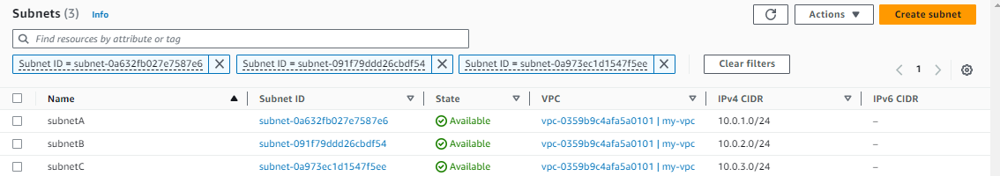 Subnets (3) Info Actions Create subnet
Find resources by attribute or tag
Subnet ID = subnet-0a632fb027e7587e6 Subnet ID = subnet-091f79ddd26cbdf54 Subnet ID = subnet-0a973ec1d1547f5ee Clear filters
1
Name Subnet ID State VPC IPv4 CIDR IPv6 CIDR
subnetA subnet-0a632fb027e7587e6 Available vpc-0359b9c4afa5a0101 | my-vpc 10.0.1.0/24 –
subnetB subnet-091f79ddd26cbdf54 Available vpc-0359b9c4afa5a0101 | my-vpc 10.0.2.0/24 –
subnetC subnet-0a973ec1d1547f5ee Available vpc-0359b9c4afa5a0101 | my-vpc 10.0.3.0/24 –